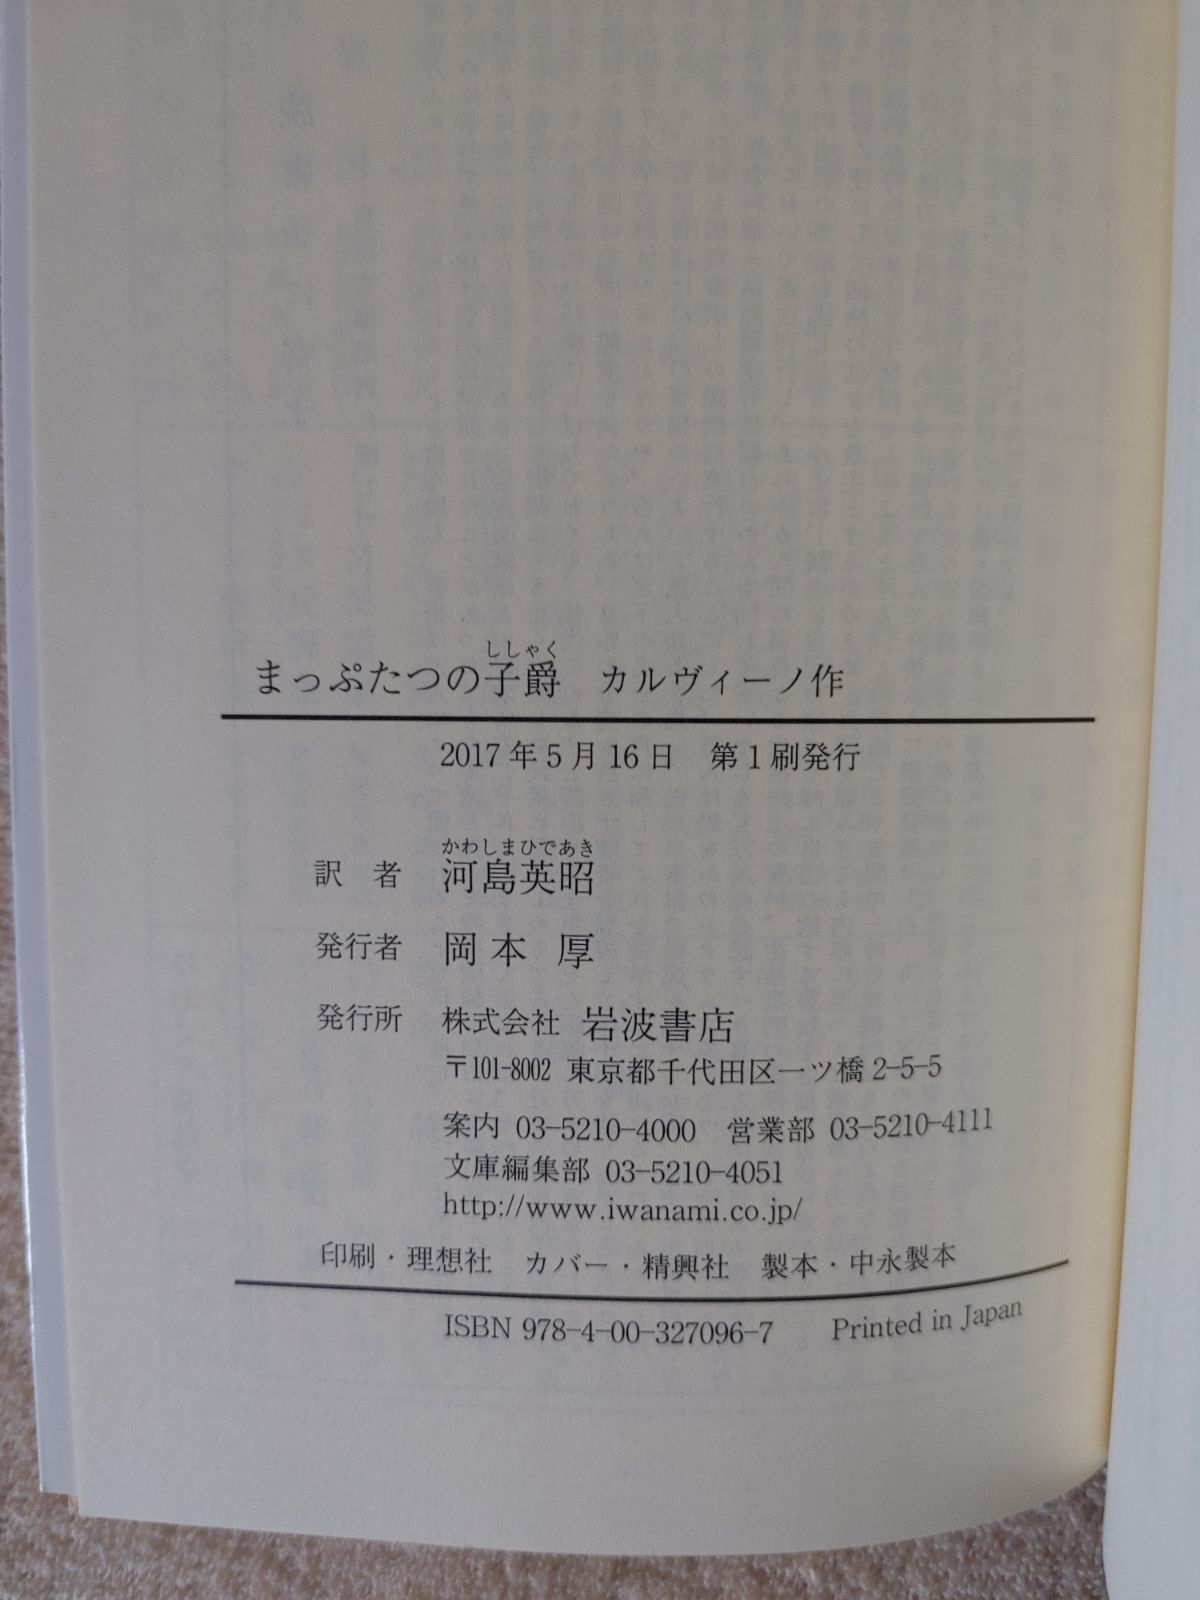 ししゃく
まっぷたつの子爵　カルヴィーノ作
2017年5月16日　第1刷発行
かわしまひであき
訳　者　河島英昭
発行者　岡本　厚
発行所　株式会社 岩波書店
〒101-8002 東京都千代田区一ツ橋2-5-5
案内 03-5210-4000　営業部 03-5210-4111
文庫編集部 03-5210-4051
http://www.iwanami.co.jp/
印刷・理想社　カバー・精興社　製本・中永製本
ISBN 978-4-00-327096-7　Printed in Japan